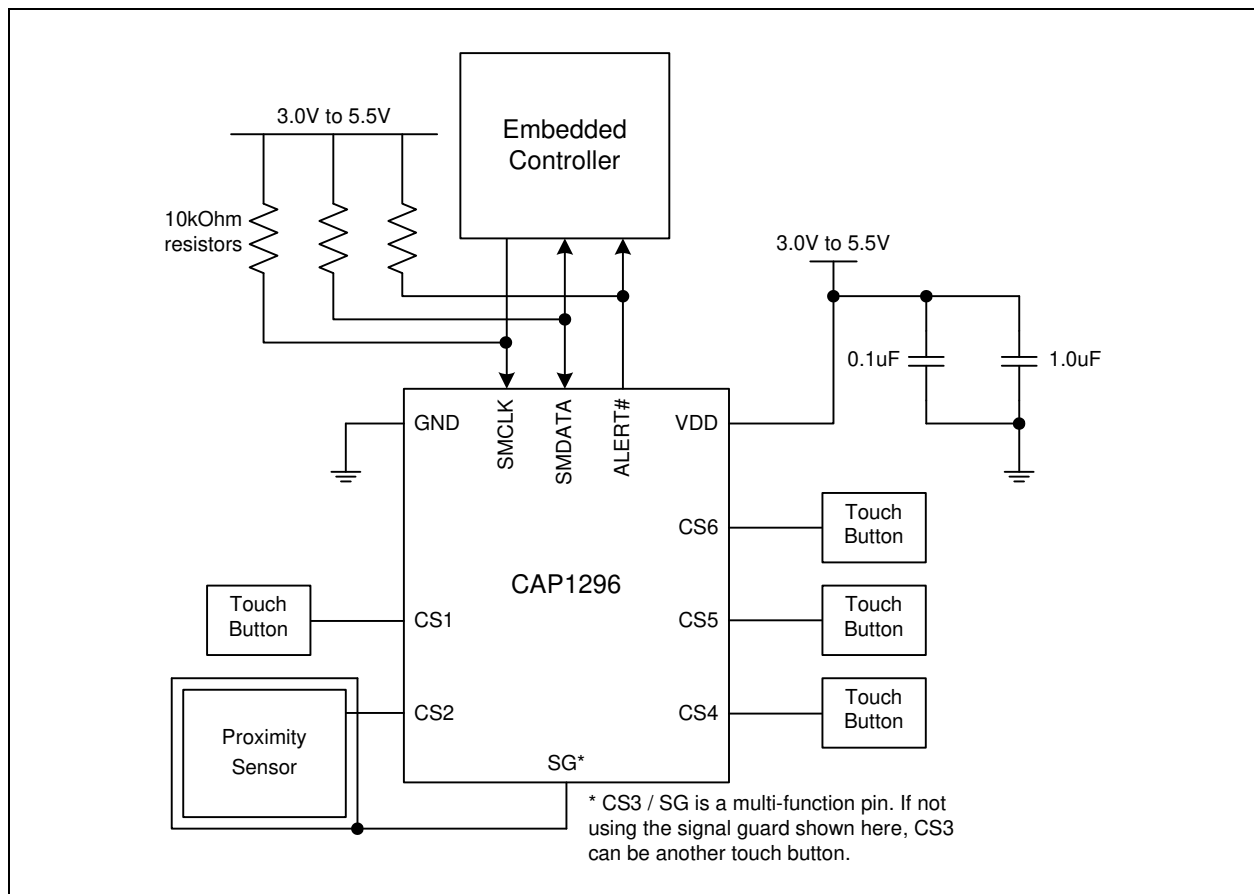 3.0V to 5.5V
Embedded
Controller
10kOhm
resistors
3.0V to 5.5V
0.1uF
1.0uF
GND
SMCLK
SMDATA
ALERT#
VDD
CS6
Touch
Button
CAP1296
Touch
Button
CS1
CS5
Touch
Button
Proximity
Sensor
CS2
CS4
Touch
Button
SG*
* CS3 / SG is a multi-function pin. If not
using the signal guard shown here, CS3
can be another touch button.